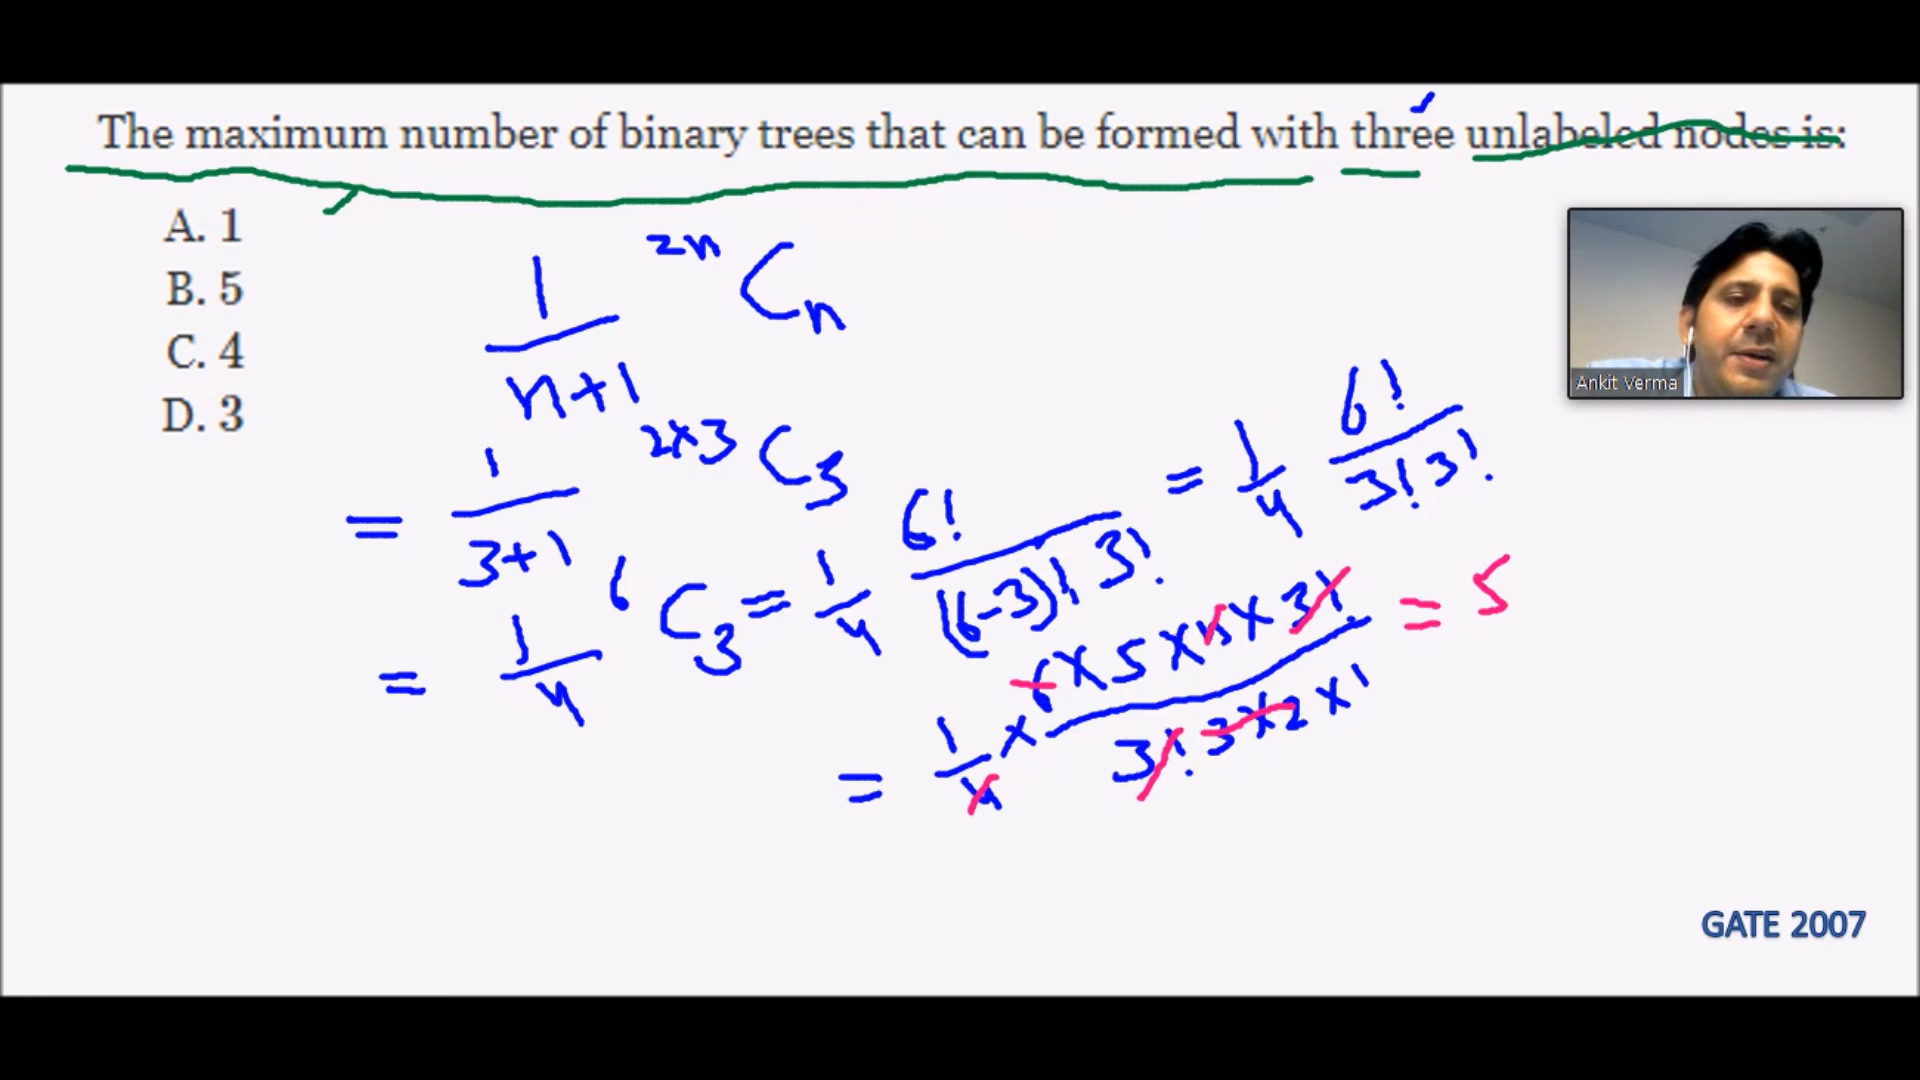 The maximum number of binary trees that can be formed with three unlabeled nodes is:
A. 1
B. 5
C. 4
D. 3
1/n+1 2nCn
= 1/3+1 2×3C3
= 1/4 6C3 = 1/4 6!/(6-3)! 3! = 1/4 6!/3! 3!
= 1/4 × 6×5×4×3!/3! 3×2×1 = 5
Ankit Verma
GATE 2007